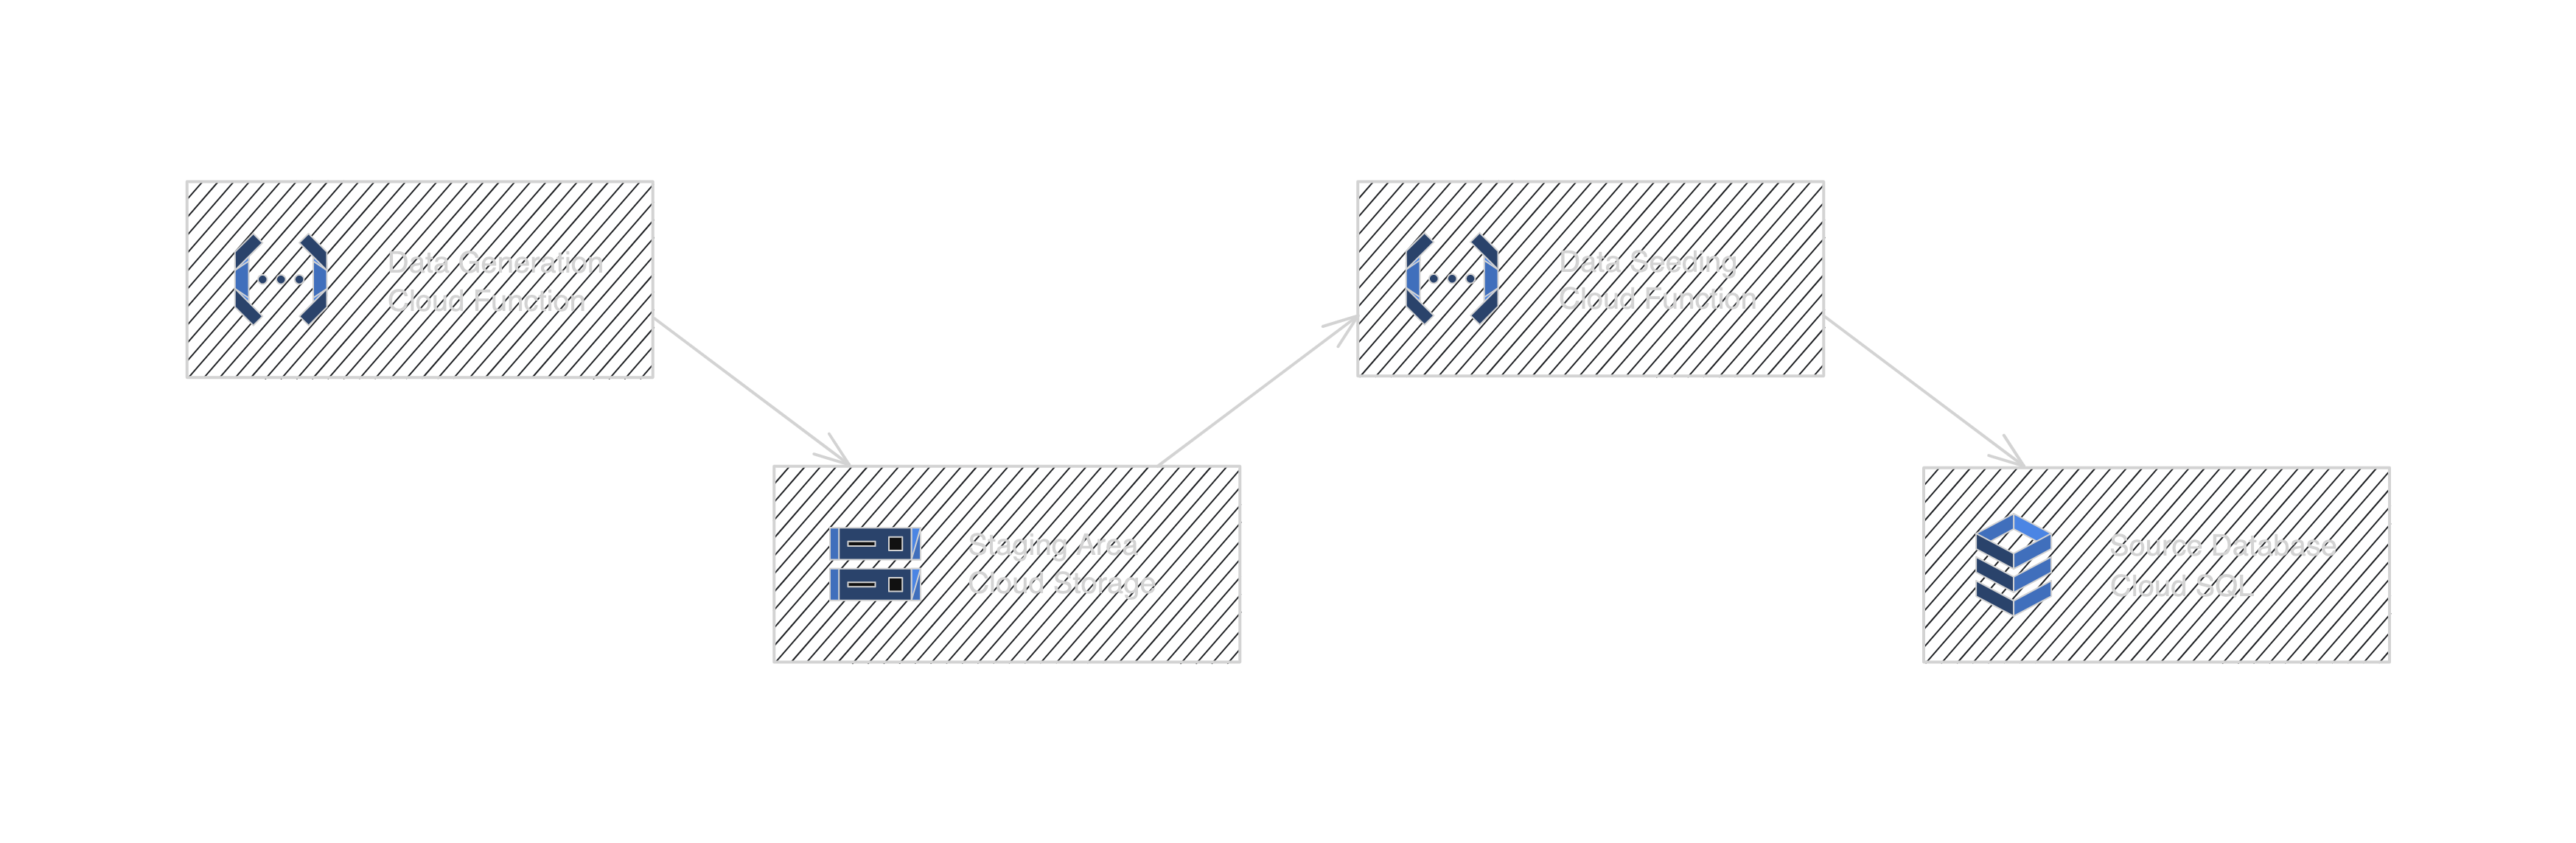 Data Generation
Cloud Function
Staging Area
Cloud Storage
Data Seeding
Cloud Function
Source Database
Cloud SQL